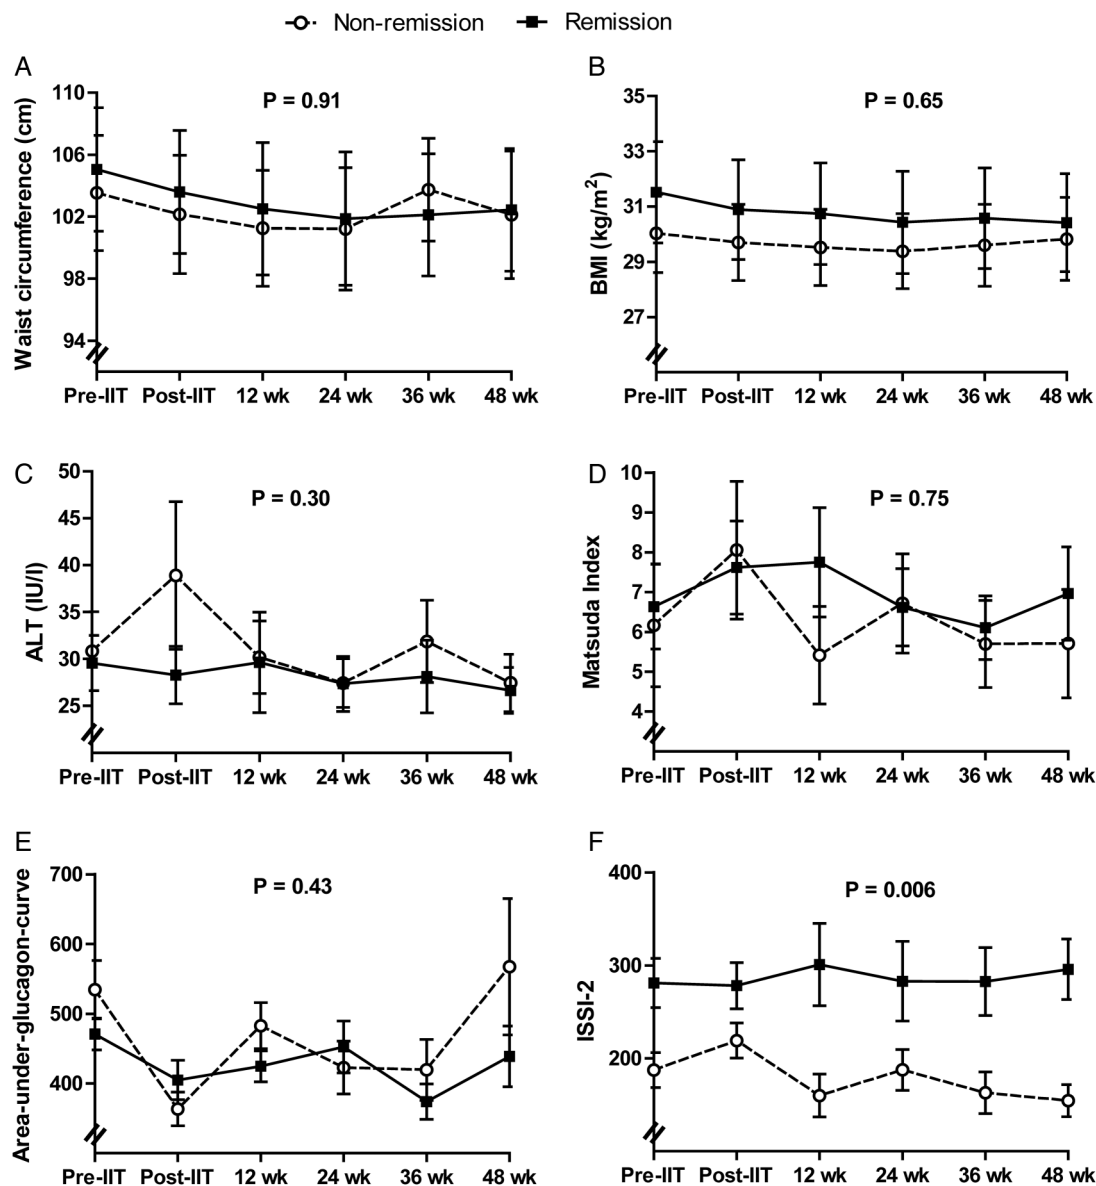 Non-remission Remission
A
P = 0.91
Waist circumference (cm)
110
106
102
98
94
Pre-IIT Post-IIT 12 wk 24 wk 36 wk 48 wk
B
P = 0.65
BMI (kg/m²)
35
33
31
29
27
Pre-IIT Post-IIT 12 wk 24 wk 36 wk 48 wk
C
P = 0.30
ALT (IU/l)
50
45
40
35
30
25
Pre-IIT Post-IIT 12 wk 24 wk 36 wk 48 wk
D
P = 0.75
Matsuda Index
10
9
8
7
6
5
4
Pre-IIT Post-IIT 12 wk 24 wk 36 wk 48 wk
E
P = 0.43
Area-under-glucagon-curve
700
600
500
400
Pre-IIT Post-IIT 12 wk 24 wk 36 wk 48 wk
F
P = 0.006
ISSI-2
400
300
200
Pre-IIT Post-IIT 12 wk 24 wk 36 wk 48 wk